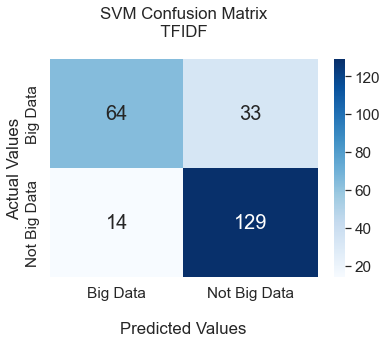 SVM Confusion Matrix
TFIDF
Actual Values
Big Data
Not Big Data
64
33
14
129
Big Data
Not Big Data
Predicted Values
120
100
80
60
40
20